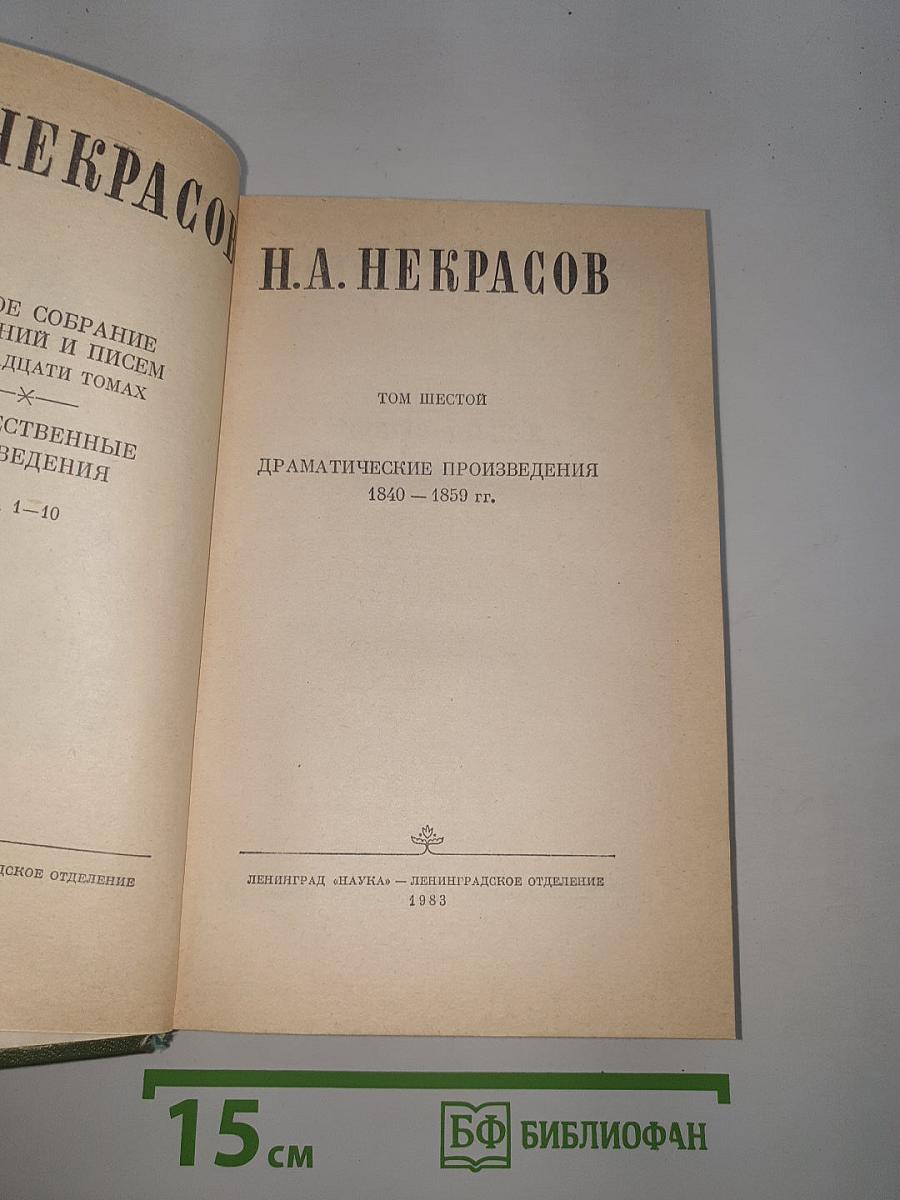 НЕКРАСОВ
ОЕ СОБРАНИЕ
НИЙ И ПИСЕМ
АДЦАТИ ТОМАХ
ЕСТВЕННЫЕ
ВЕДЕНИЯ
1—10
ДСКОЕ ОТДЕЛЕНИЕ
Н.А. НЕКРАСОВ
ТОМ ШЕСТОЙ
ДРАМАТИЧЕСКИЕ ПРОИЗВЕДЕНИЯ
1840 — 1859 гг.
ЛЕНИНГРАД «НАУКА» — ЛЕНИНГРАДСКОЕ ОТДЕЛЕНИЕ
1983
15 см
БФ БИБЛИОФАН